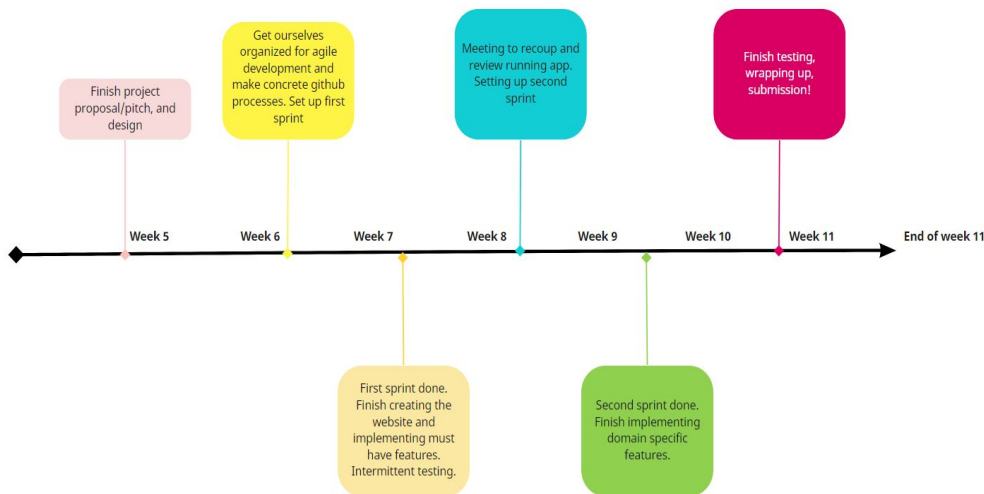 Finish project
proposal/pitch, and
design
Get ourselves
organized for agile
development and
make concrete github
processes. Set up first
sprint
Meeting to recoup and
review running app.
Setting up second
sprint
Finish testing,
wrapping up,
submission!
Week 5
Week 6
Week 7
Week 8
Week 9
Week 10
Week 11
End of week 11
First sprint done.
Finish creating the
website and
implementing must
have features.
Intermittent testing.
Second sprint done.
Finish implementing
domain specific
features.